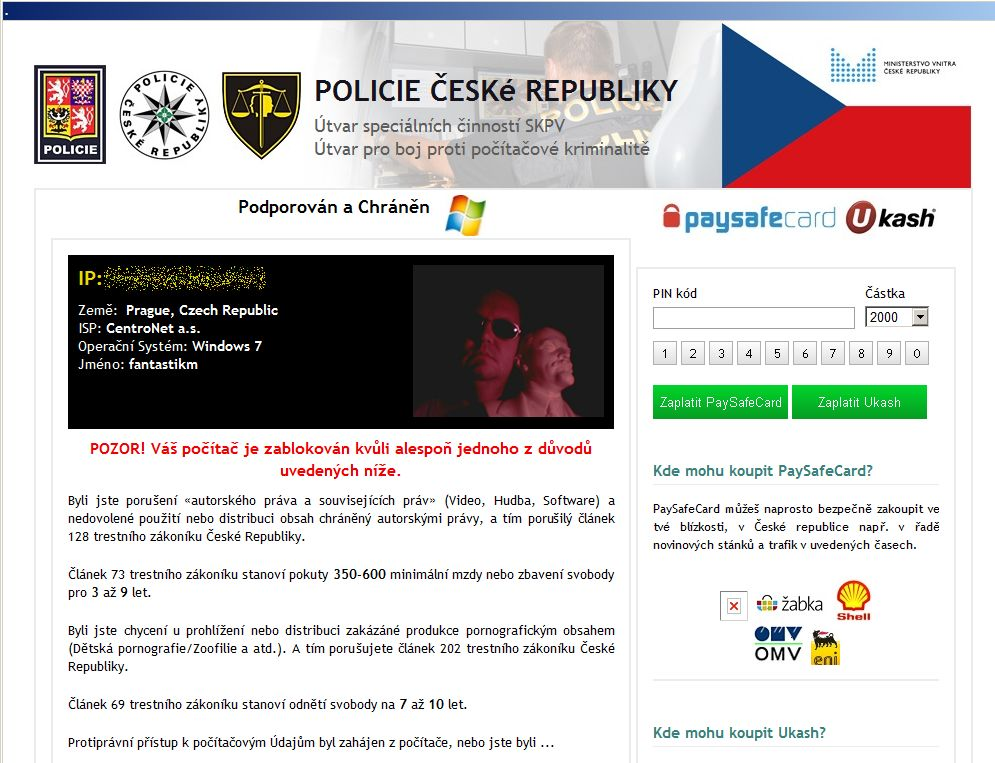 POLICIE ČESKé REPUBLIKY
Útvar speciálních činností SKPV
Útvar pro boj proti počítačové kriminalitě
MINISTERSTVO VNITRA
ČESKÉ REPUBLIKY
POLICIE
POLICIE
ČESKÉ REPUBLIKY
POLICIE
Podporován a Chráněn
paysafecard Ukash
IP:
Země: Prague, Czech Republic
ISP: CentroNet a.s.
Operační Systém: Windows 7
Jméno: fantastikm
POZOR! Váš počítač je zablokován kvůli alespoň jednoho z důvodů
uvedených níže.
Byli jste porušení «autorského práva a souvisejících práv» (Video, Hudba, Software) a
nedovolené použití nebo distribuci obsah chráněný autorskými právy, a tím porušilý článek
128 trestního zákoníku České Republiky.
Článek 73 trestního zákoníku stanoví pokuty 350-600 minimální mzdy nebo zbavení svobody
pro 3 až 9 let.
Byli jste chycení u prohlížení nebo distribuci zakázáné produkce pornografickým obsahem
(Dětská pornografie/Zoofilie a atd.). A tím porušujete článek 202 trestního zákoníku České
Republiky.
Článek 69 trestního zákoníku stanoví odnětí svobody na 7 až 10 let.
Protiprávní přístup k počítačovým Údajům byl zahájen z počítače, nebo jste byli ...
PIN kód Částka
2000
1 2 3 4 5 6 7 8 9 0
Zaplatit PaySafeCard Zaplatit Ukash
Kde mohu koupit PaySafeCard?
PaySafeCard můžeš naprosto bezpečně zakoupit ve
tvé blízkosti, v České republice např. v řadě
novinových stánků a trafik v uvedených časech.
žabka Shell
OMV eni
Kde mohu koupit Ukash?